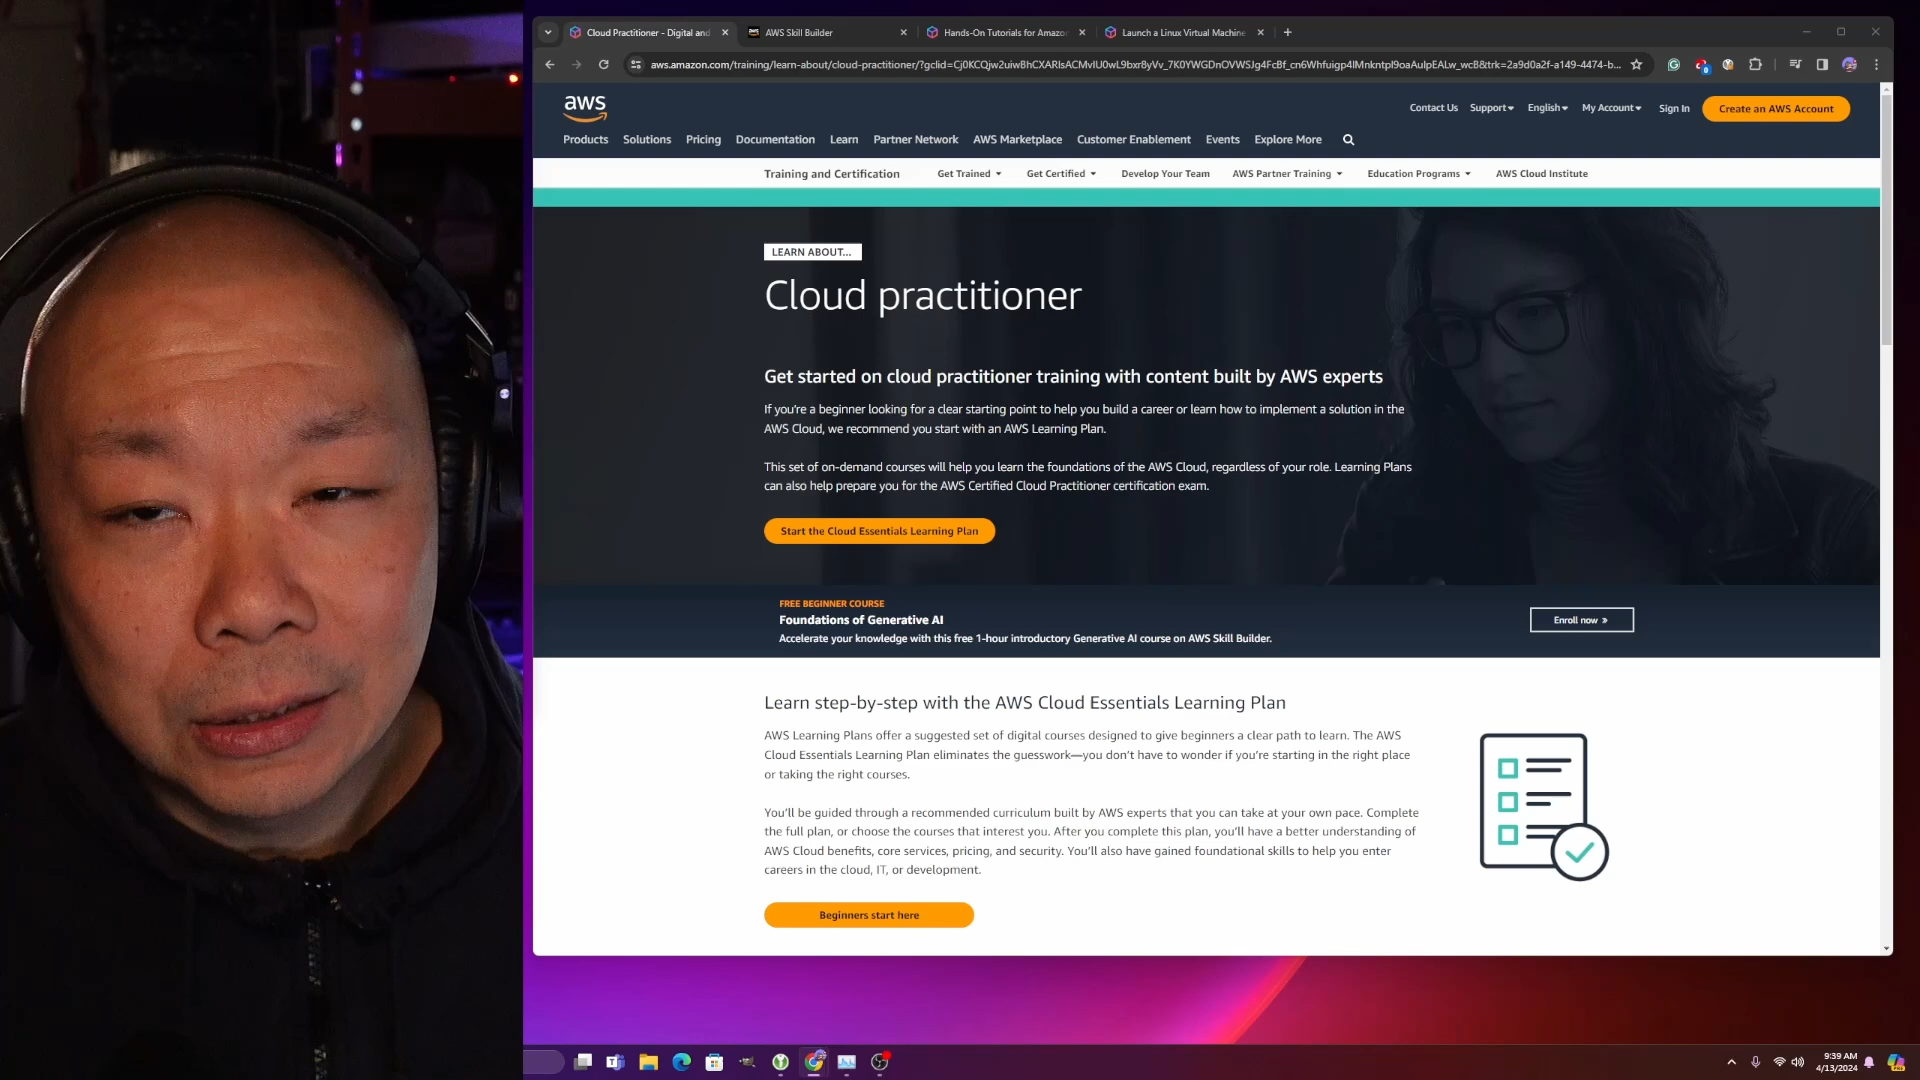 Cloud Practitioner - Digital and
AWS Skill Builder
Hands-On Tutorials for Amazo
Launch a Linux Virtual Machine
aws
Contact Us
Support
English
My Account
Sign In
Create an AWS Account
Products
Solutions
Pricing
Documentation
Learn
Partner Network
AWS Marketplace
Customer Enablement
Events
Explore More
Training and Certification
Get Trained
Get Certified
Develop Your Team
AWS Partner Training
Education Programs
AWS Cloud Institute
LEARN ABOUT...
Cloud practitioner
Get started on cloud practitioner training with content built by AWS experts
If you're a beginner looking for a clear starting point to help you build a career or learn how to implement a solution in the
AWS Cloud, we recommend you start with an AWS Learning Plan.
This set of on-demand courses will help you learn the foundations of the AWS Cloud, regardless of your role. Learning Plans
can also help prepare you for the AWS Certified Cloud Practitioner certification exam.
Start the Cloud Essentials Learning Plan
FREE BEGINNER COURSE
Foundations of Generative AI
Accelerate your knowledge with this free 1-hour introductory Generative AI course on AWS Skill Builder.
Enroll now »
Learn step-by-step with the AWS Cloud Essentials Learning Plan
AWS Learning Plans offer a suggested set of digital courses designed to give beginners a clear path to learn. The AWS
Cloud Essentials Learning Plan eliminates the guesswork—you don't have to wonder if you're starting in the right place
or taking the right courses.
You'll be guided through a recommended curriculum built by AWS experts that you can take at your own pace. Complete
the full plan, or choose the courses that interest you. After you complete this plan, you'll have a better understanding of
AWS Cloud benefits, core services, pricing, and security. You'll also have gained foundational skills to help you enter
careers in the cloud, IT, or development.
Beginners start here
9:39 AM
4/13/2024